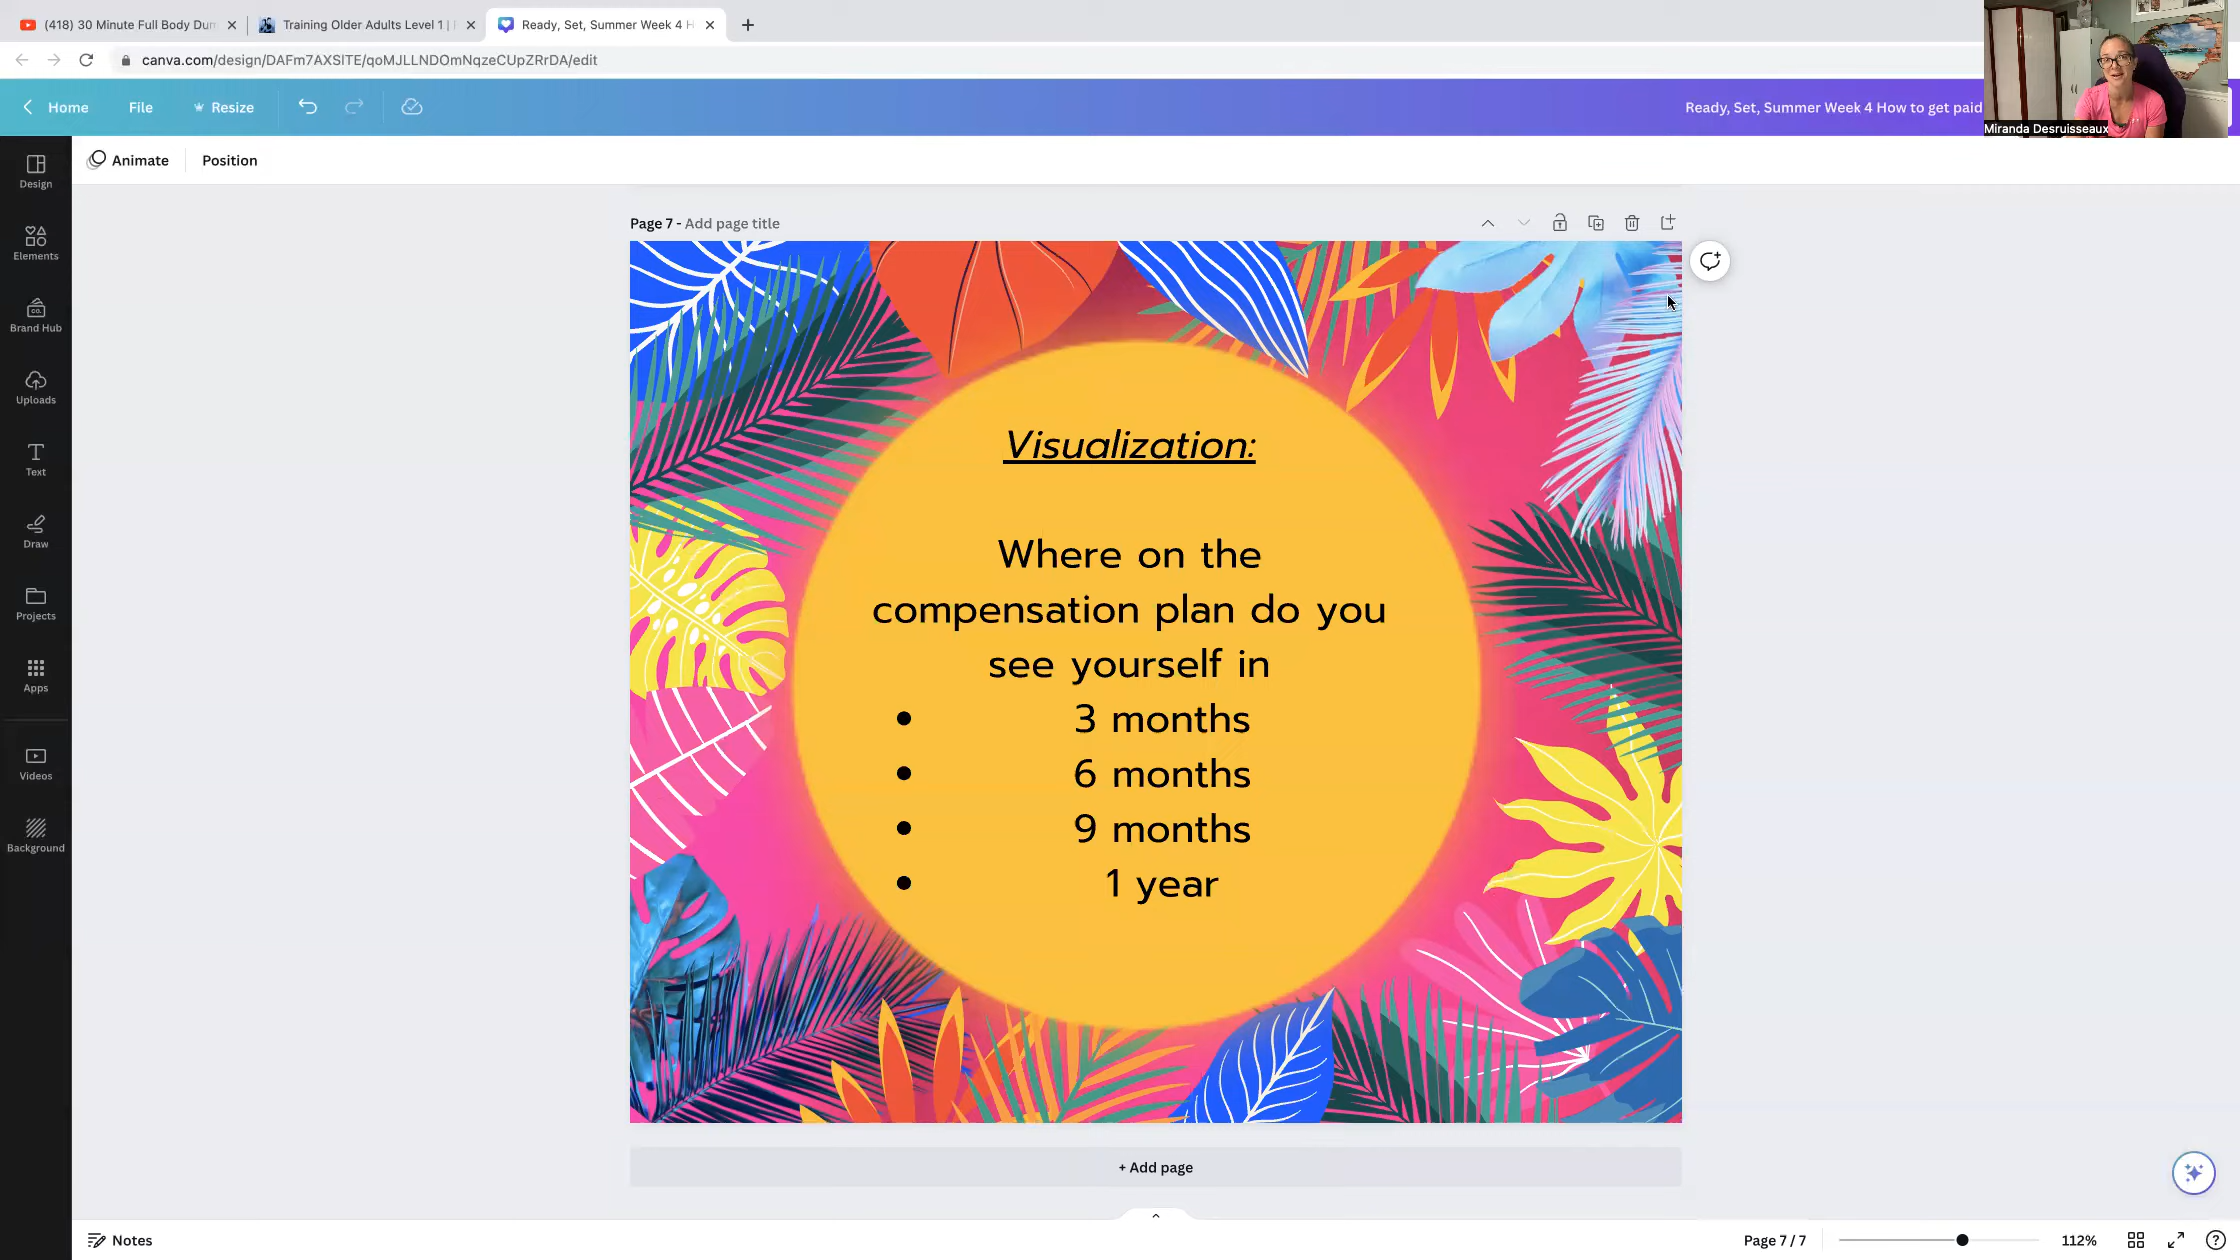 (418) 30 Minute Full Body Dum
Training Older Adults Level 1 |
Ready, Set, Summer Week 4 H
canva.com/design/DAFm7AXSlTE/qoMJLLNDOmNqzeCUpZRrDA/edit
Home
File
Resize
Ready, Set, Summer Week 4 How to get paid
Miranda Desruisseaux
Animate
Position
Design
Elements
CO.
Brand Hub
Uploads
Text
Draw
Projects
Apps
Videos
Background
Page 7 - Add page title
Visualization:
Where on the
compensation plan do you
see yourself in
• 3 months
• 6 months
• 9 months
• 1 year
+ Add page
Notes
Page 7 / 7
112%